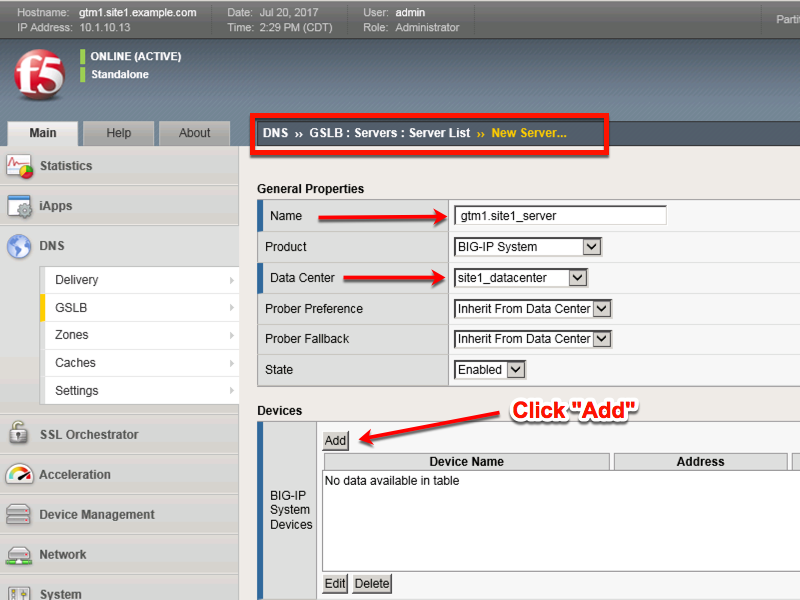 Hostname: gtm1.site1.example.com Date: Jul 20, 2017 User: admin
IP Address: 10.1.10.13 Time: 2:29 PM (CDT) Role: Administrator
f5
ONLINE (ACTIVE)
Standalone
Main Help About
DNS ›› GSLB : Servers : Server List ›› New Server...
Statistics
iApps
DNS
Delivery
GSLB
Zones
Caches
Settings
SSL Orchestrator
Acceleration
Device Management
Network
System
General Properties
Name gtm1.site1_server
Product BIG-IP System
Data Center site1_datacenter
Prober Preference Inherit From Data Center
Prober Fallback Inherit From Data Center
State Enabled
Devices
Click "Add"
Add
Device Name Address
No data available in table
BIG-IP
System
Devices
Edit Delete